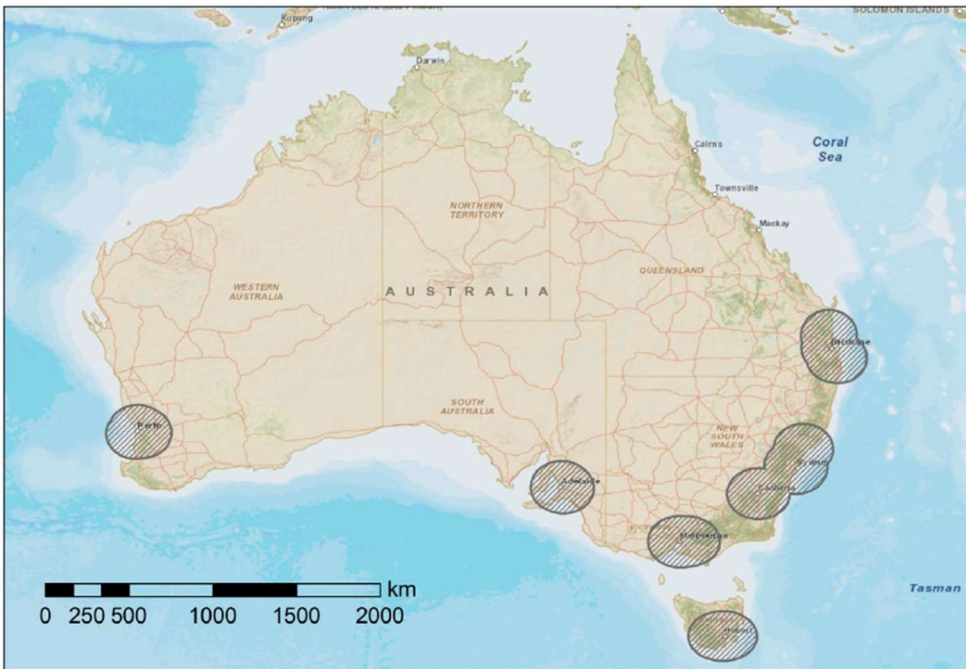 Kupong
SOLOMON ISLANDS
Darwin
Coral
Sea
Cairns
Townsville
NORTHERN
TERRITORY
Mackay
QUEENSLAND
WESTERN
AUSTRALIA
AUSTRALIA
Brisbane
SOUTH
AUSTRALIA
Perth
NEW
SOUTH
WALES
Sydney
Adelaide
Canberra
Melbourne
km
0 250 500 1000 1500 2000
Tasman
Hobart